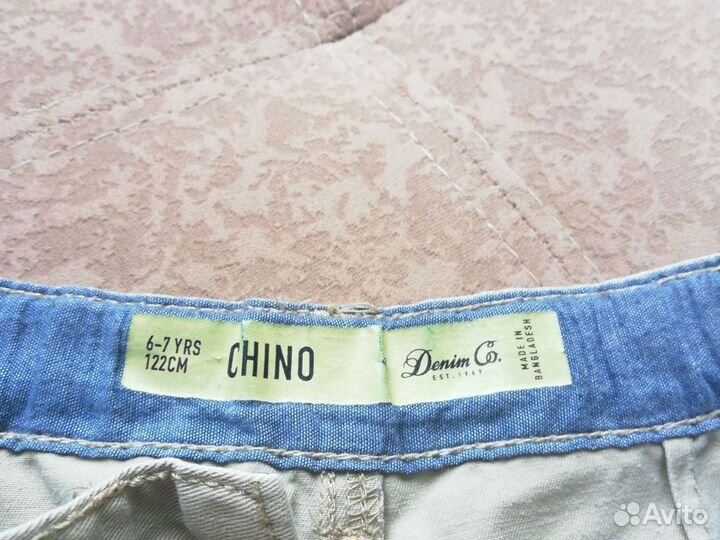 6-7 YRS
122CM
CHINO
Denim Co.
EST. 1969
MADE IN
BANGLADESH
Avito